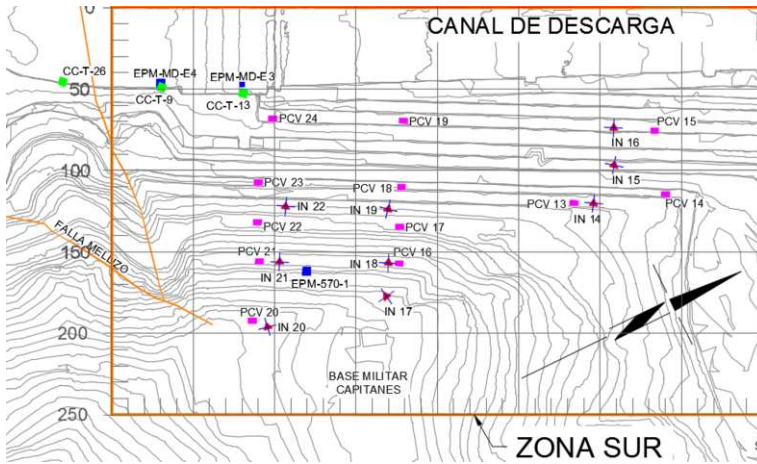 0
CANAL DE DESCARGA
CC-T-26
EPM-MD-E4
EPM-MD-E3
50
CC-T-9
CC-T-13
PCV 24
PCV 19
PCV 15
IN 16
100
IN 15
PCV 23
PCV 18
IN 22
IN 19
PCV 13
PCV 14
IN 14
FALLA MELLIZO
PCV 22
PCV 17
150
PCV 21
PCV 16
IN 21
IN 18
EPM-570-1
IN 17
200
PCV 20
IN 20
BASE MILITAR
CAPITANES
250
ZONA SUR